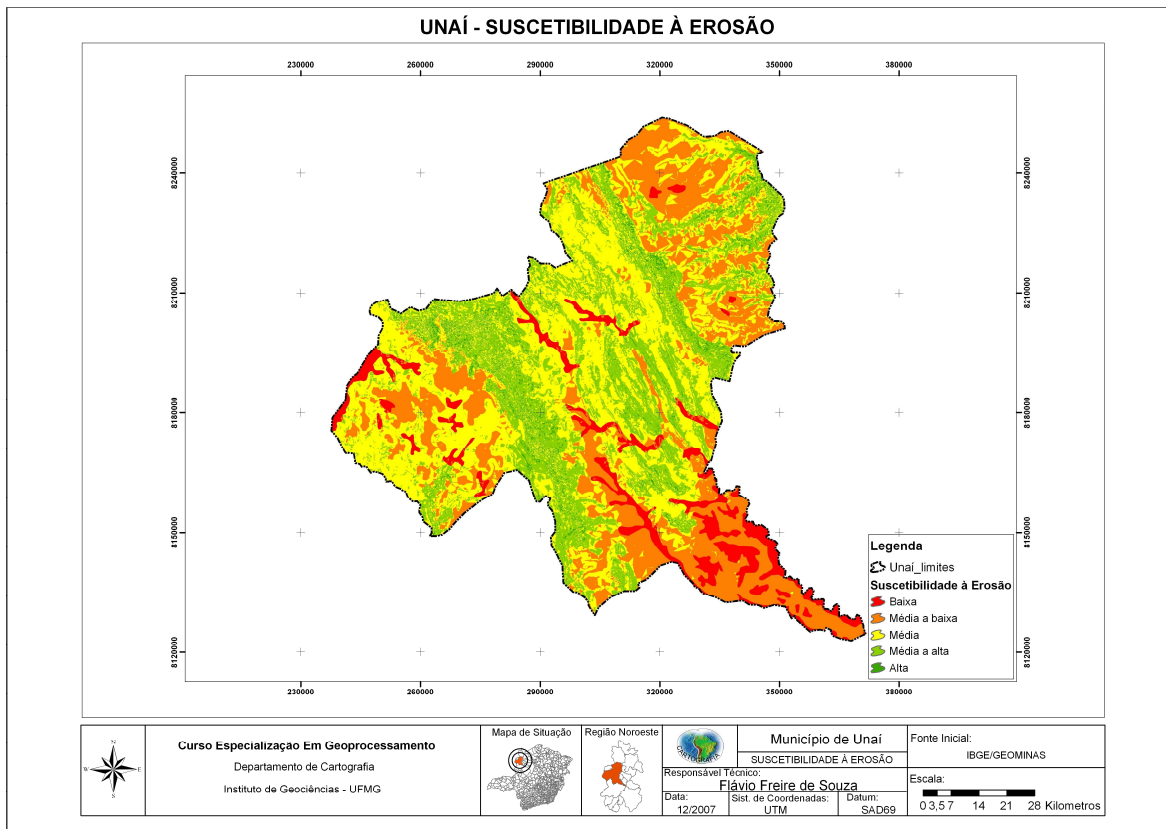 UNAÍ - SUSCETIBILIDADE À EROSÃO
230000 260000 290000 320000 350000 380000
8240000 8240000
8210000 8210000
8180000 8180000
8150000 8150000
8120000 8120000
230000 260000 290000 320000 350000 380000
Legenda
Unaí_limites
Suscetibilidade à Erosão
Baixa
Média a baixa
Média
Média a alta
Alta
N
W E
S
Curso Especialização Em Geoprocessamento
Departamento de Cartografia
Instituto de Geociências - UFMG
Mapa de Situação
Região Noroeste
CARTOGRAFIA
Município de Unaí
SUSCETIBILIDADE À EROSÃO
Responsável Técnico:
Flávio Freire de Souza
Data:
12/2007
Sist. de Coordenadas:
UTM
Datum:
SAD69
Fonte Inicial:
IBGE/GEOMINAS
Escala:
0 3,5 7 14 21 28 Kilometros